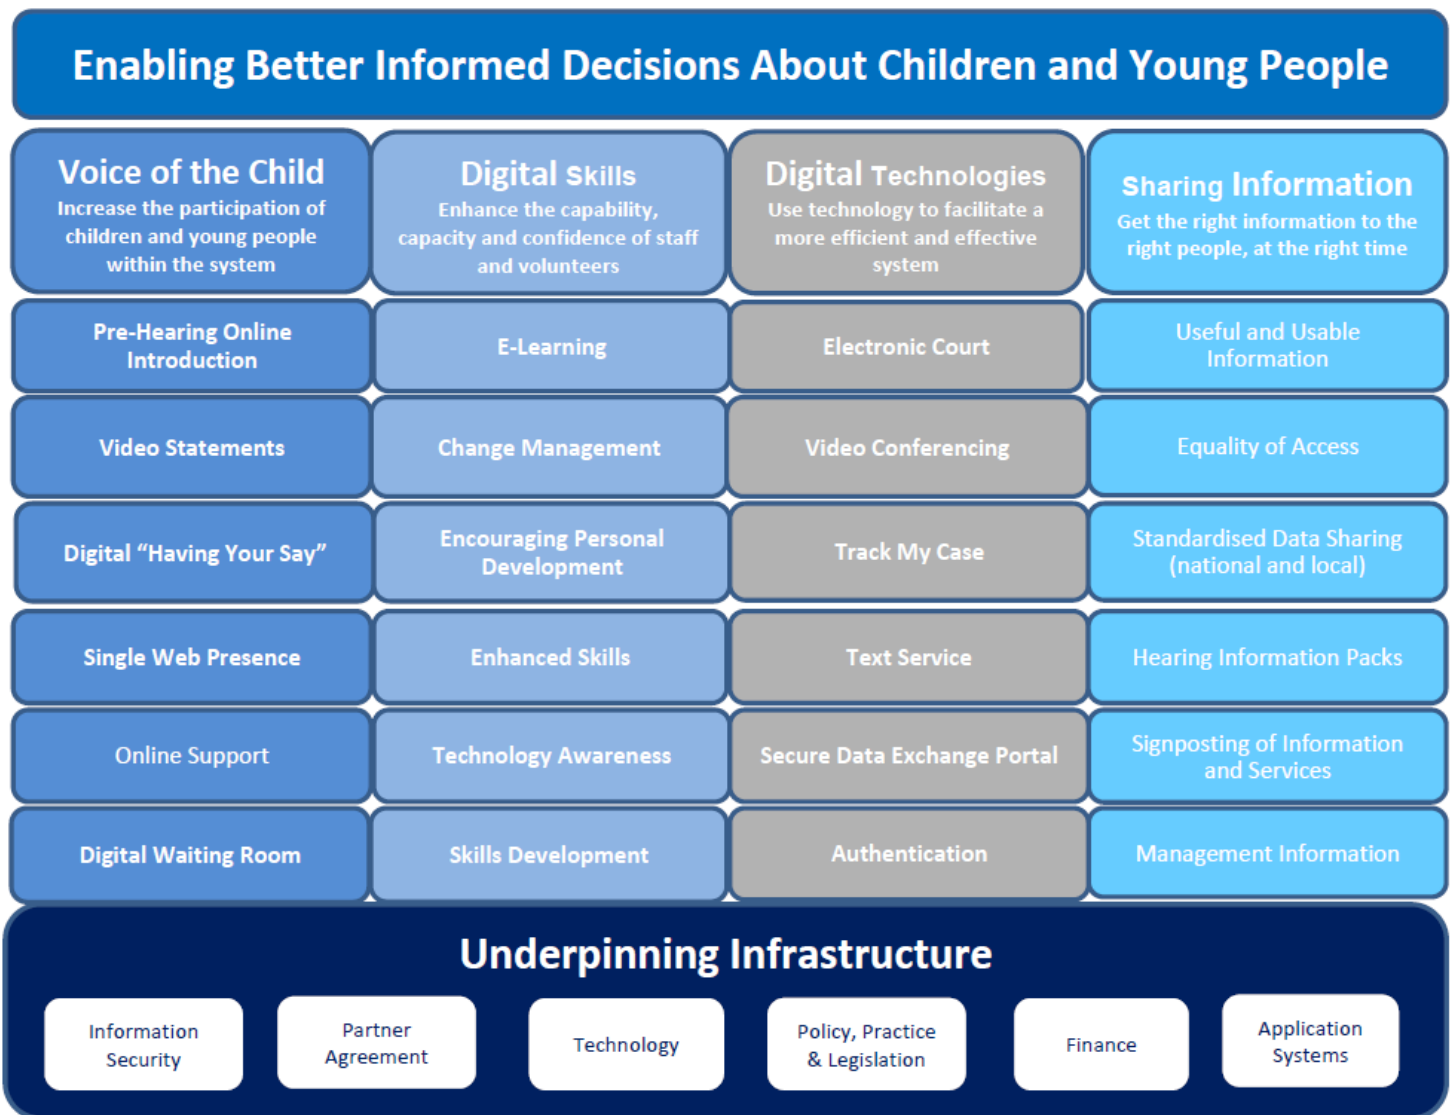 Enabling Better Informed Decisions About Children and Young People
Voice of the Child
Increase the participation of
children and young people
within the system
Digital Skills
Enhance the capability,
capacity and confidence of staff
and volunteers
Digital Technologies
Use technology to facilitate a
more efficient and effective
system
Sharing Information
Get the right information to the
right people, at the right time
Pre-Hearing Online
Introduction
E-Learning
Electronic Court
Useful and Usable
Information
Video Statements
Change Management
Video Conferencing
Equality of Access
Digital “Having Your Say”
Encouraging Personal
Development
Track My Case
Standardised Data Sharing
(national and local)
Single Web Presence
Enhanced Skills
Text Service
Hearing Information Packs
Online Support
Technology Awareness
Secure Data Exchange Portal
Signposting of Information
and Services
Digital Waiting Room
Skills Development
Authentication
Management Information
Underpinning Infrastructure
Information
Security
Partner
Agreement
Technology
Policy, Practice
& Legislation
Finance
Application
Systems